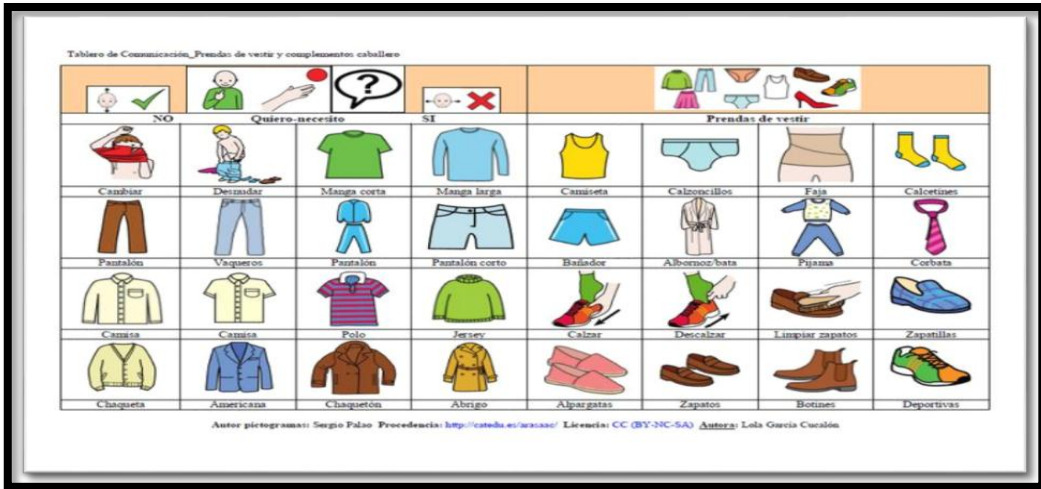 Tablero de Comunicación_Prendas de vestir y complementos caballero
?
NO Quiero-necesito SI Prendas de vestir
Cambiar Desnudar Manga corta Manga larga Camiseta Calzoncillos Faja Calcetines
Pantalón Vaqueros Pantalón Pantalón corto Bañador Albornoz/bata Pijama Corbata
Camisa Camisa Polo Jersey Calzar Descalzar Limpiar zapatos Zapatillas
Chaqueta Americana Chaquetón Abrigo Alpargatas Zapatos Botines Deportivas
Autor pictogramas: Sergio Palao Procedencia: http://catedu.es/arasaac/ Licencia: CC (BY-NC-SA) Autora: Lola García Cucalón